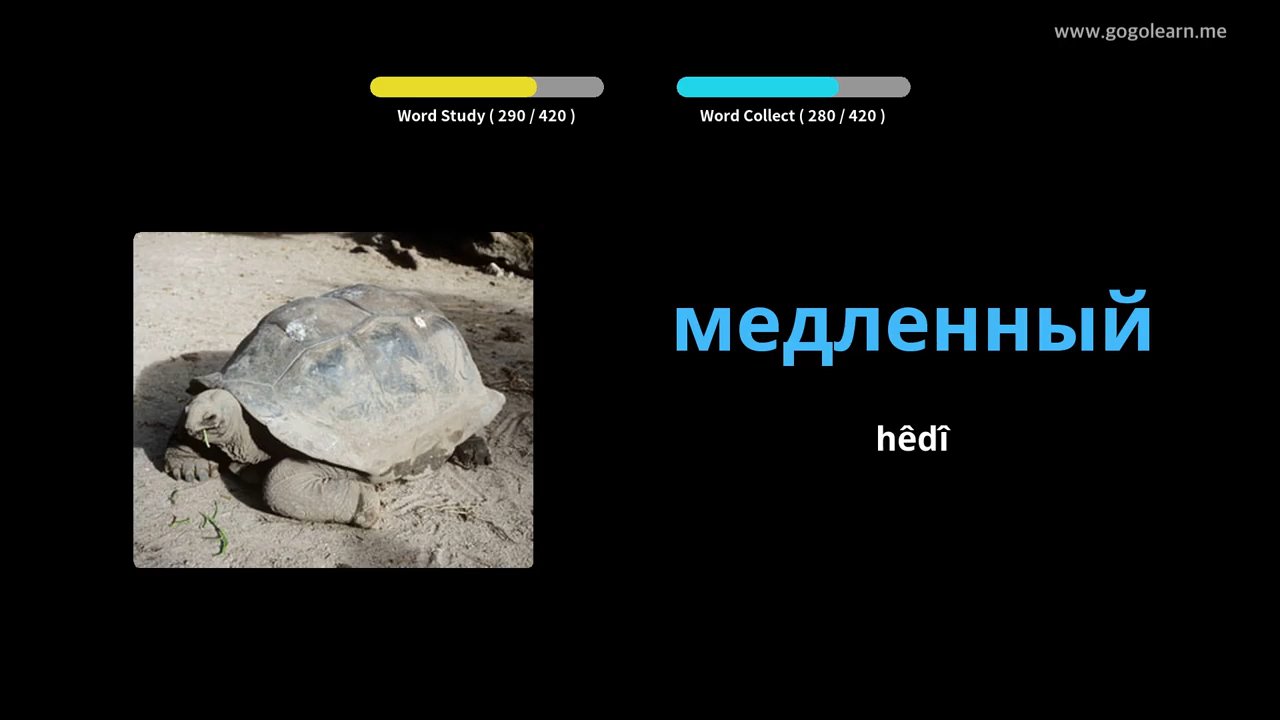 www.gogolearn.me
Word Study ( 290 / 420 )
Word Collect ( 280 / 420 )
медленный
hêdî